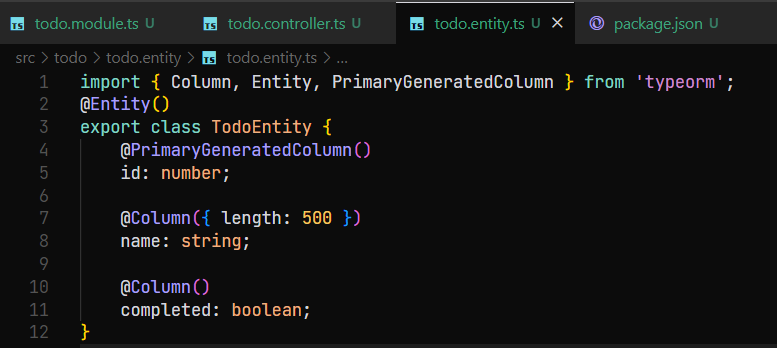 TS todo.module.ts U TS todo.controller.ts U TS todo.entity.ts U × package.json U
src > todo > todo.entity > TS todo.entity.ts > ...
1 import { Column, Entity, PrimaryGeneratedColumn } from 'typeorm';
2 @Entity()
3 export class TodoEntity {
4     @PrimaryGeneratedColumn()
5     id: number;
6
7     @Column({ length: 500 })
8     name: string;
9
10     @Column()
11     completed: boolean;
12 }